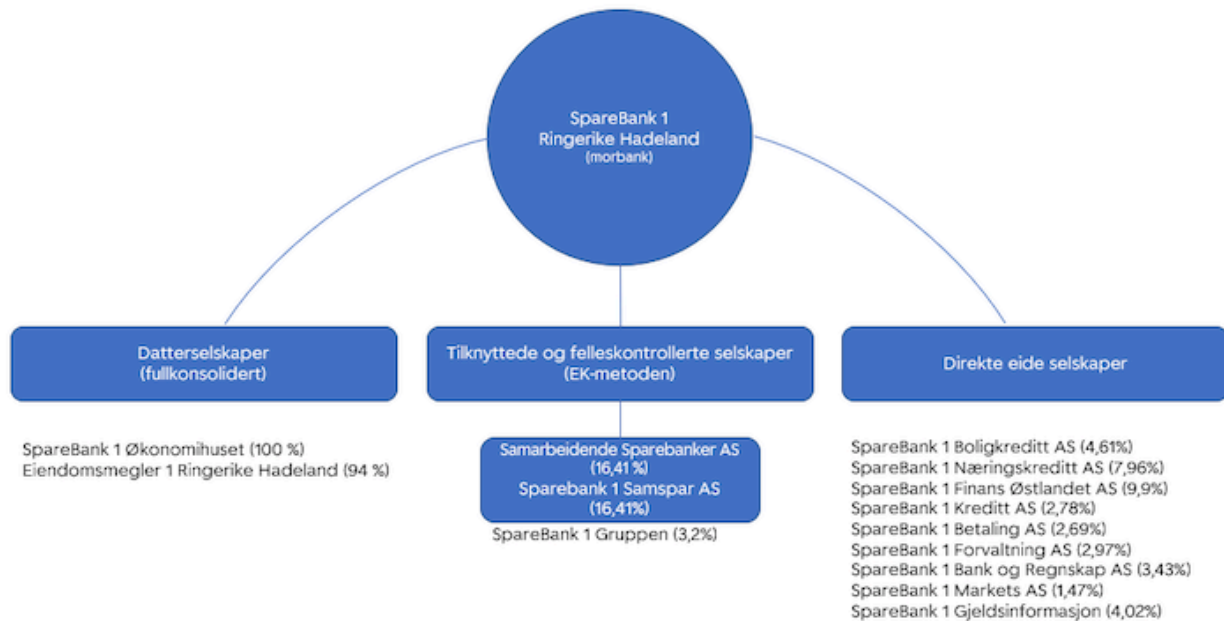 SpareBank 1
Ringerike Hadeland
(morbank)
Datterselskaper
(fullkonsolidert)
SpareBank 1 Økonomihuset (100 %)
Eiendomsmegler 1 Ringerike Hadeland (94 %)
Tilknyttede og felleskontrollerte selskaper
(EK-metoden)
Samarbeidende Sparebanker AS
(16,41 %)
Sparebank 1 Samspar AS
(16,41%)
SpareBank 1 Gruppen (3,2%)
Direkte eide selskaper
SpareBank 1 Boligkreditt AS (4,61%)
SpareBank 1 Næringskreditt AS (7,96%)
SpareBank 1 Finans Østlandet AS (9,9%)
SpareBank 1 Kreditt AS (2,78%)
SpareBank 1 Betaling AS (2,69%)
SpareBank 1 Forvaltning AS (2,97%)
SpareBank 1 Bank og Regnskap AS (3,43%)
SpareBank 1 Markets AS (1,47%)
SpareBank 1 Gjeldsinformasjon (4,02%)